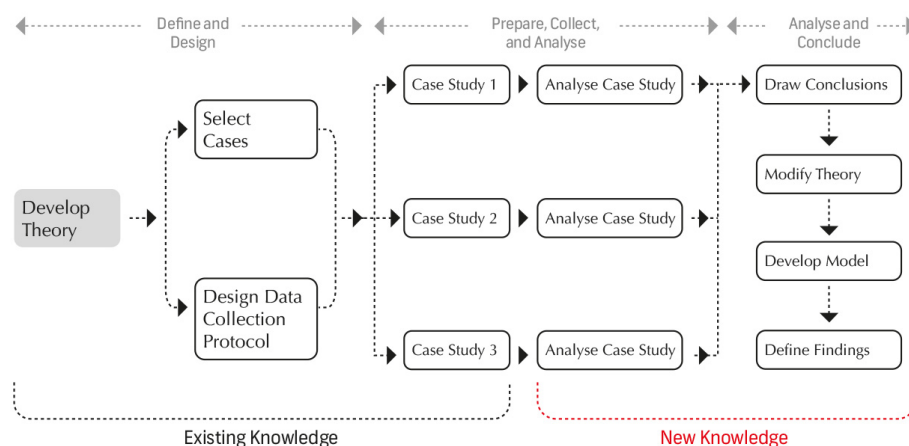 Define and
Design
Prepare, Collect,
and Analyse
Analyse and
Conclude
Develop
Theory
Select
Cases
Design Data
Collection
Protocol
Case Study 1
Analyse Case Study
Case Study 2
Analyse Case Study
Case Study 3
Analyse Case Study
Draw Conclusions
Modify Theory
Develop Model
Define Findings
Existing Knowledge
New Knowledge